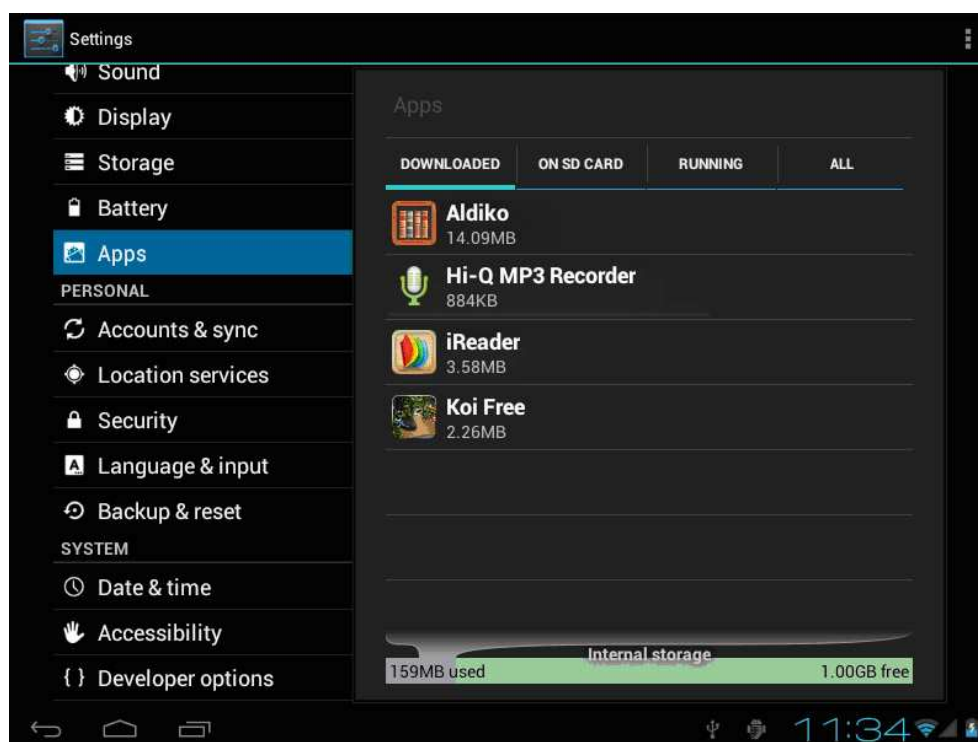 Settings
Sound
Display
Storage
Battery
Apps
PERSONAL
Accounts & sync
Location services
Security
Language & input
Backup & reset
SYSTEM
Date & time
Accessibility
{ } Developer options
Apps
DOWNLOADED ON SD CARD RUNNING ALL
Aldiko
14.09MB
Hi-Q MP3 Recorder
884KB
iReader
3.58MB
Koi Free
2.26MB
Internal storage
159MB used 1.00GB free
11:34